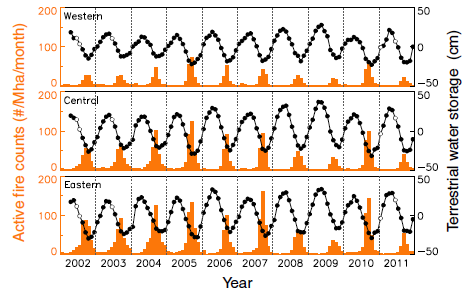 Western
200
100
0
50
0
−50
Central
200
100
0
50
0
−50
Eastern
200
100
0
50
0
−50
Active fire counts (#/Mha/month)
Terrestrial water storage (cm)
2002 2003 2004 2005 2006 2007 2008 2009 2010 2011
Year